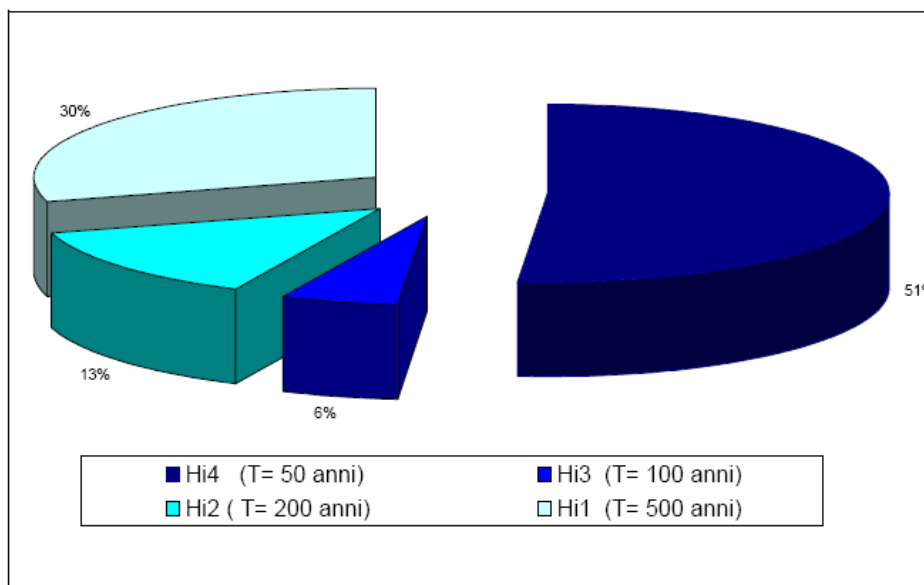 30%
51%
13%
6%
Hi4 (T= 50 anni)
Hi3 (T= 100 anni)
Hi2 ( T= 200 anni)
Hi1 (T= 500 anni)